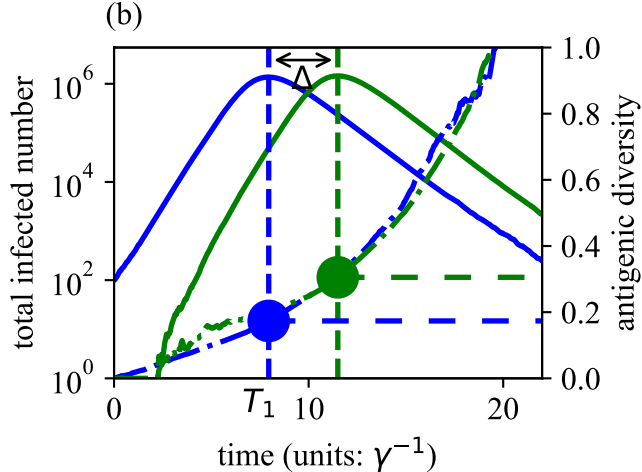 (b)
Δ
total infected number
10^6
10^4
10^2
10^0
1.0
0.8
0.6
0.4
0.2
0.0
antigenic diversity
0
T_1
10
20
time (units: γ^{-1})